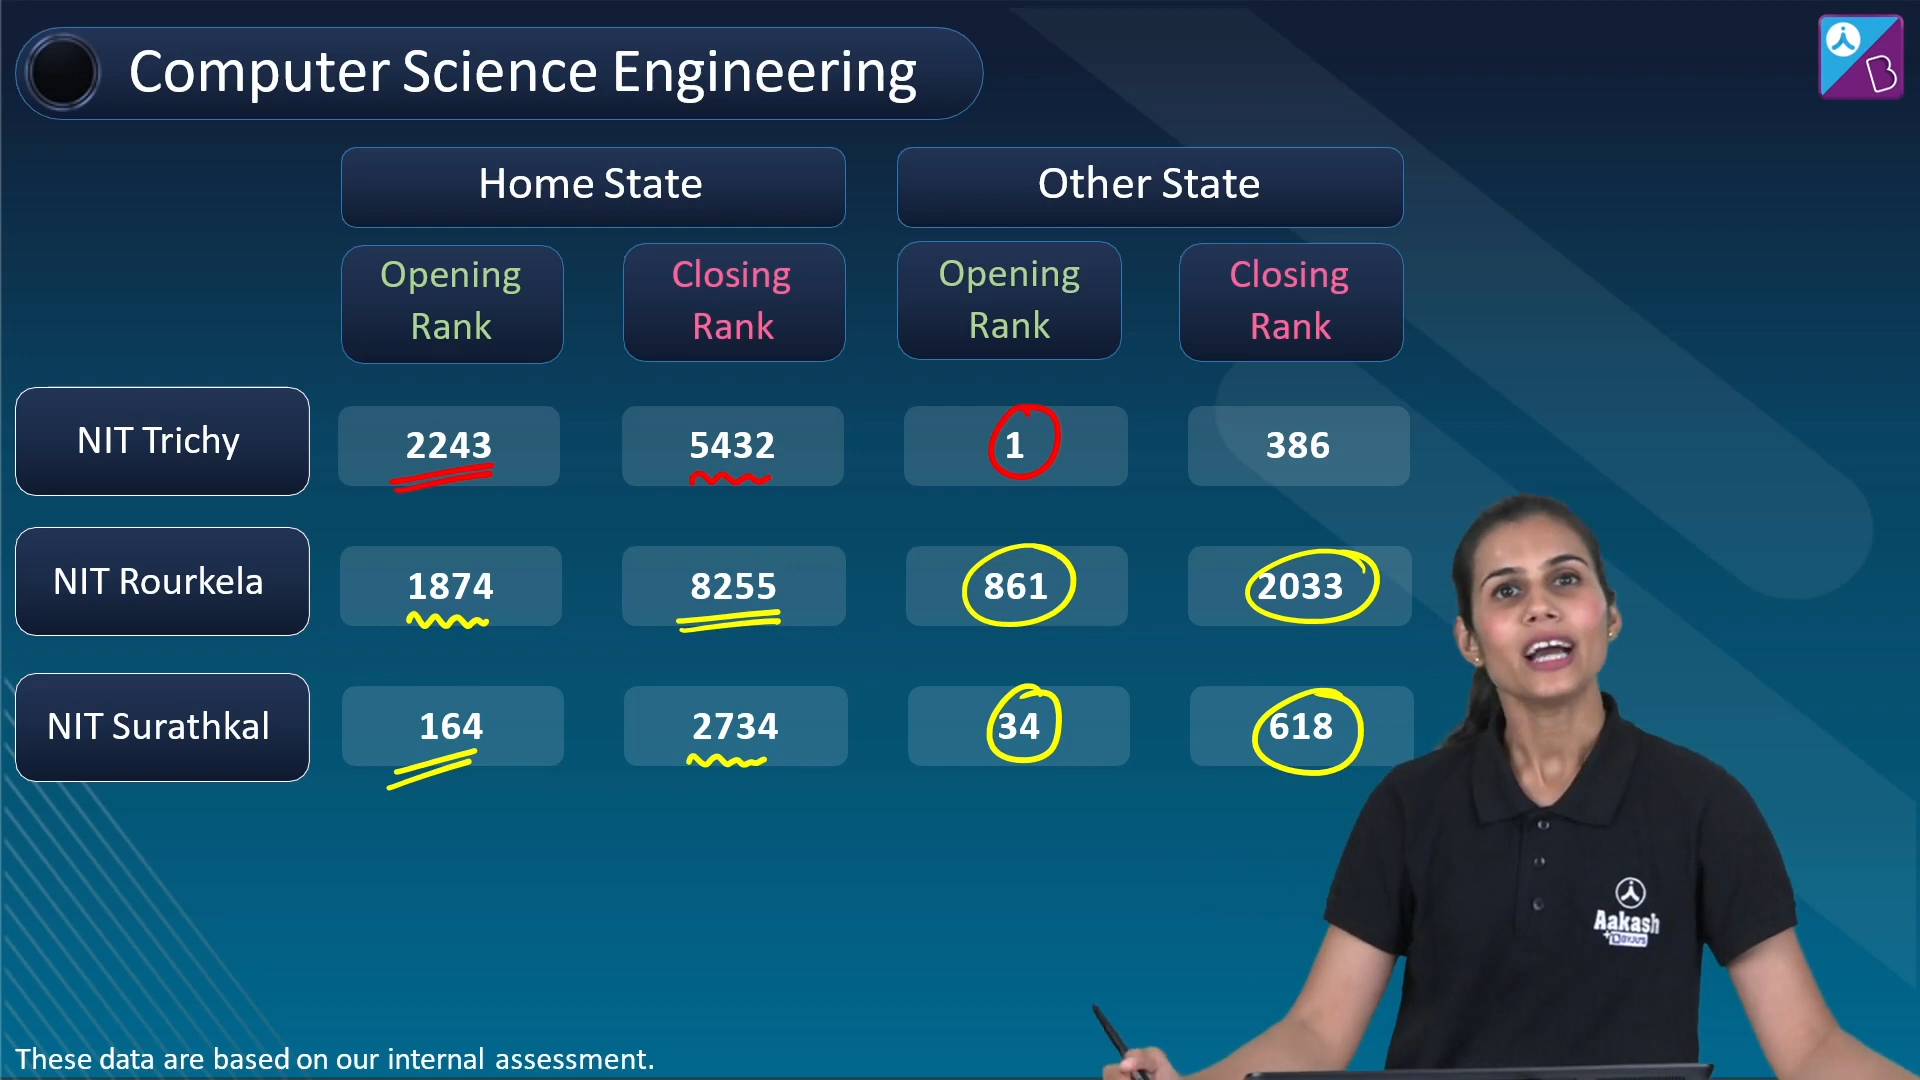 Computer Science Engineering
Home State
Other State
Opening
Rank
Closing
Rank
Opening
Rank
Closing
Rank
NIT Trichy
2243
5432
1
386
NIT Rourkela
1874
8255
861
2033
NIT Surathkal
164
2734
34
618
B
Aakash
+BYJU'S
These data are based on our internal assessment.